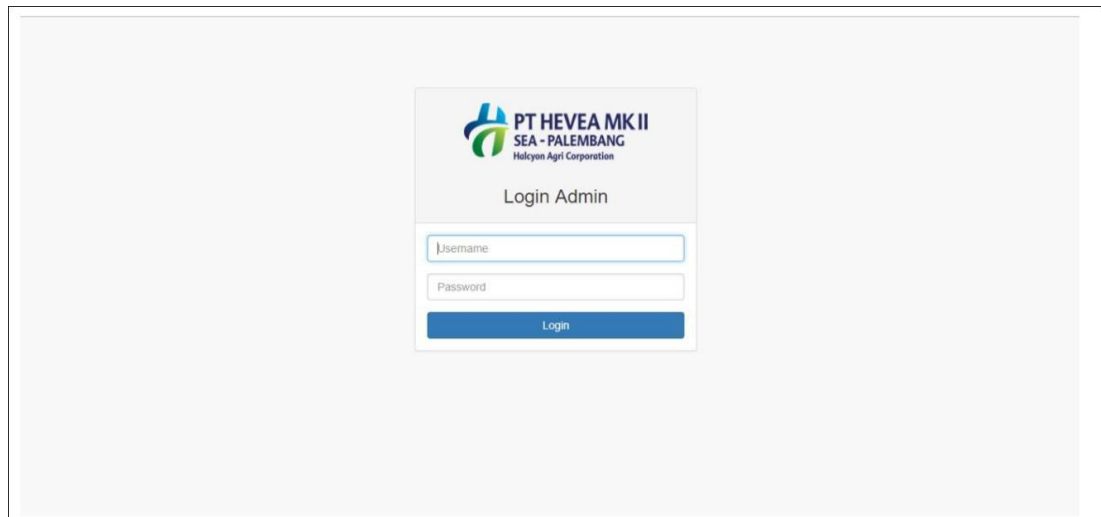 PT HEVEA MK II
SEA - PALEMBANG
Halcyon Agri Corporation
Login Admin
Username
Password
Login